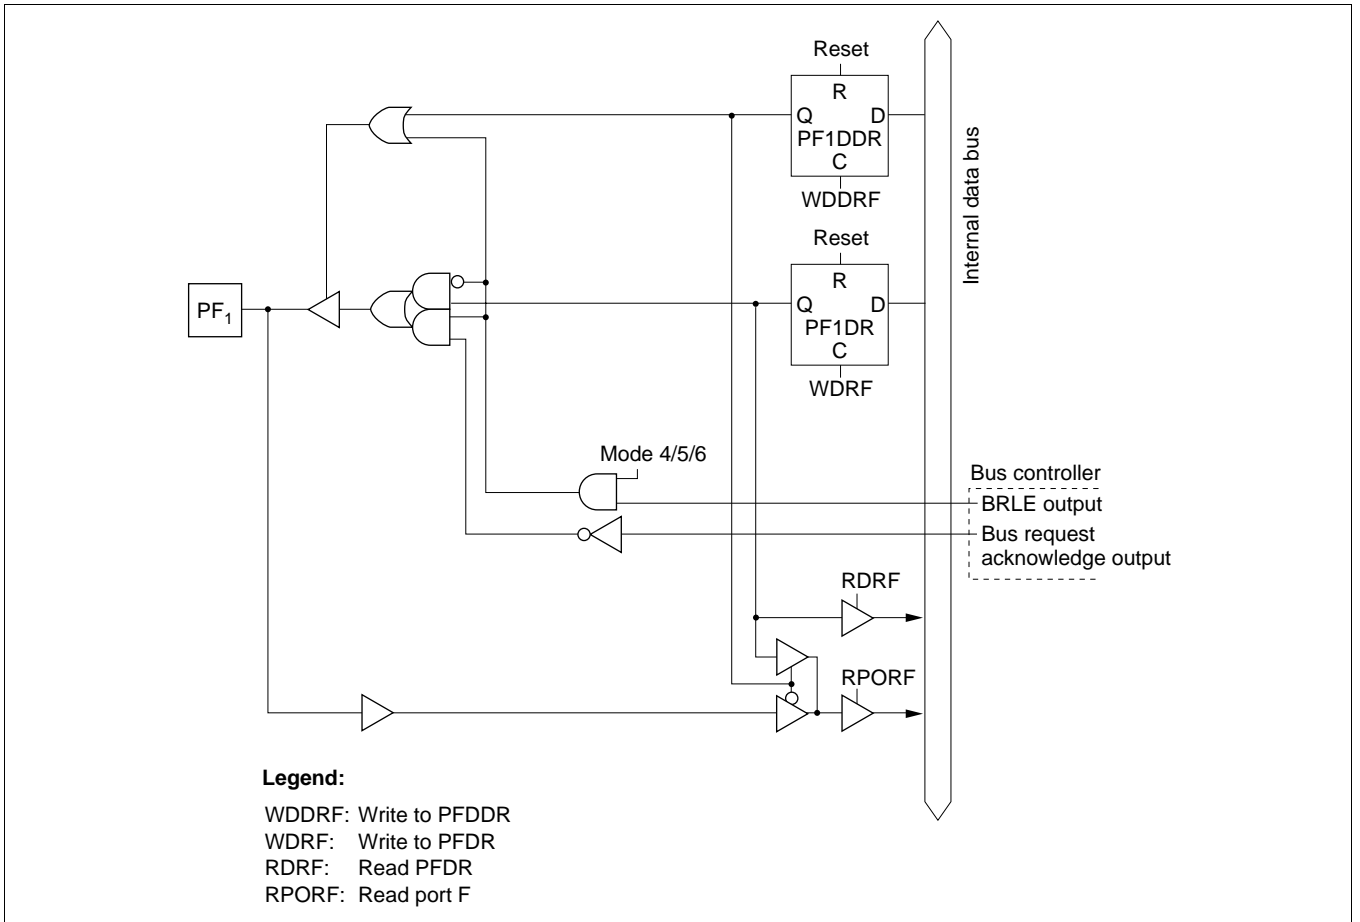 Reset
R
Q D
PF1DDR
C
WDDRF
Internal data bus
Reset
R
PF1
Q D
PF1DR
C
WDRF
Mode 4/5/6
Bus controller
BRLE output
Bus request
acknowledge output
RDRF
RPORF
Legend:
WDDRF: Write to PFDDR
WDRF: Write to PFDR
RDRF: Read PFDR
RPORF: Read port F